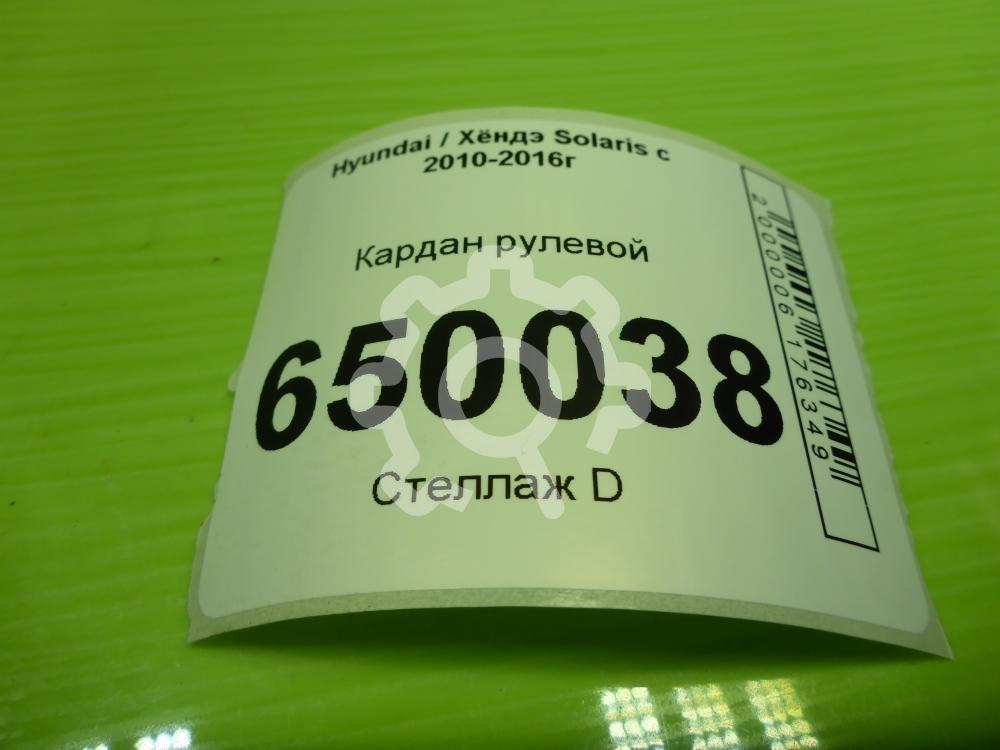 Hyundai / Хёндэ Solaris с
2010-2016г
Кардан рулевой
650038
Стеллаж D
2000006176349